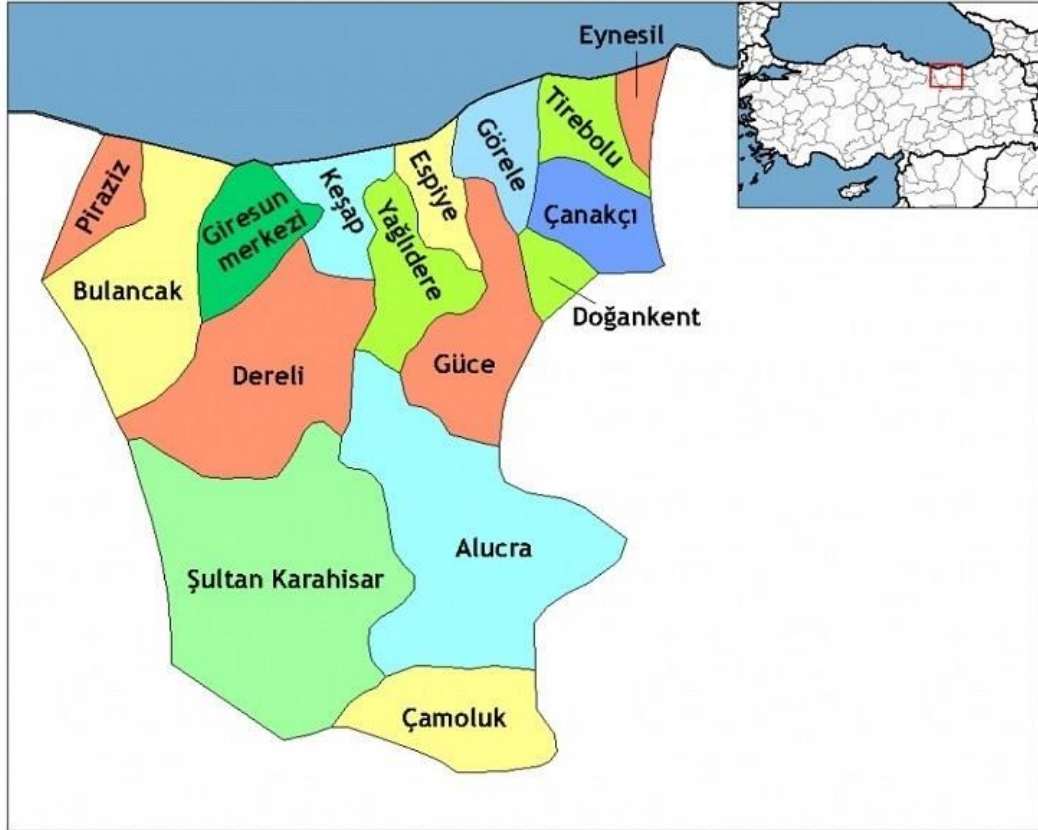 Eynesil
Tirebolu
Görele
Espiye
Keşap
Piraziz
Giresun
merkezi
Yağlıdere
Çanakçı
Bulancak
Doğankent
Dereli
Güce
Alucra
Şultan Karahisar
Çamoluk